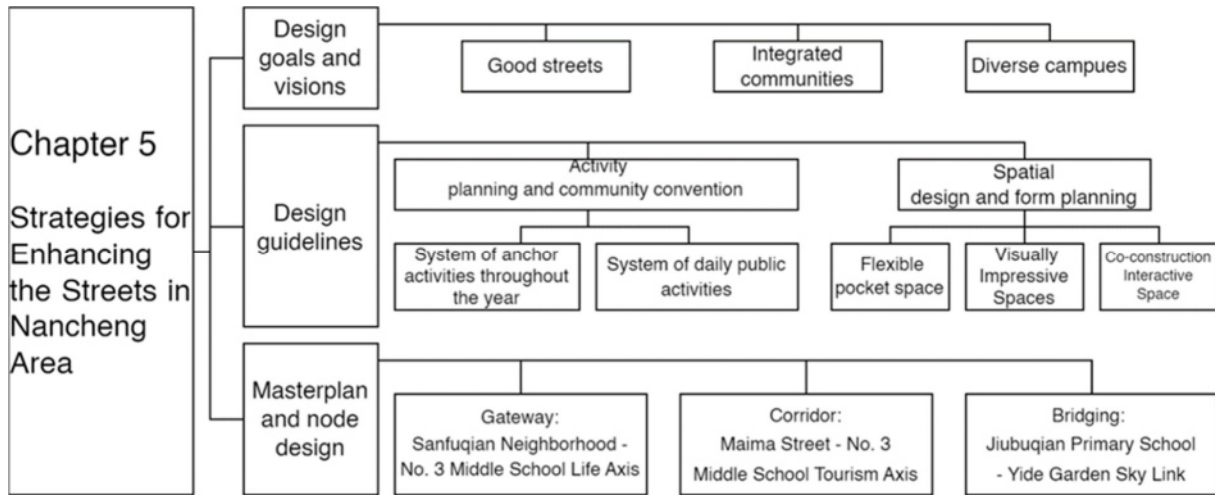 Chapter 5
Strategies for
Enhancing
the Streets in
Nancheng
Area
Design
goals and
visions
Good streets
Integrated
communities
Diverse campues
Design
guidelines
Activity
planning and community convention
System of anchor
activities throughout
the year
System of daily public
activities
Spatial
design and form planning
Flexible
pocket space
Visually
Impressive
Spaces
Co-construction
Interactive
Space
Masterplan
and node
design
Gateway:
Sanfuqian Neighborhood -
No. 3 Middle School Life Axis
Corridor:
Maima Street - No. 3
Middle School Tourism Axis
Bridging:
Jiubuqian Primary School
- Yide Garden Sky Link